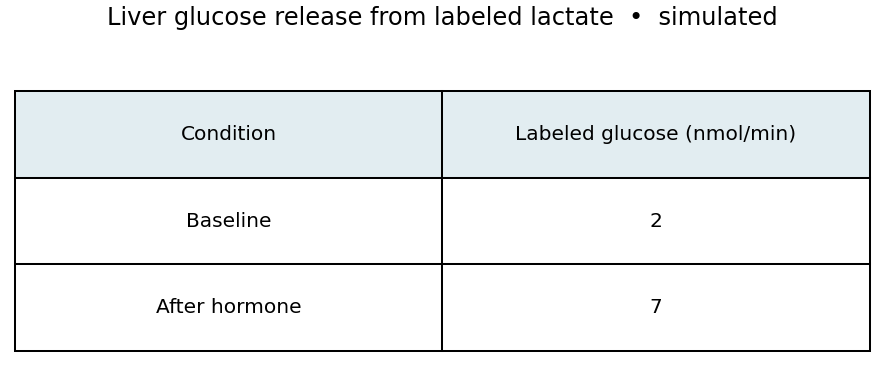 Liver glucose release from labeled lactate • simulated
Condition Labeled glucose (nmol/min)
Baseline 2
After hormone 7